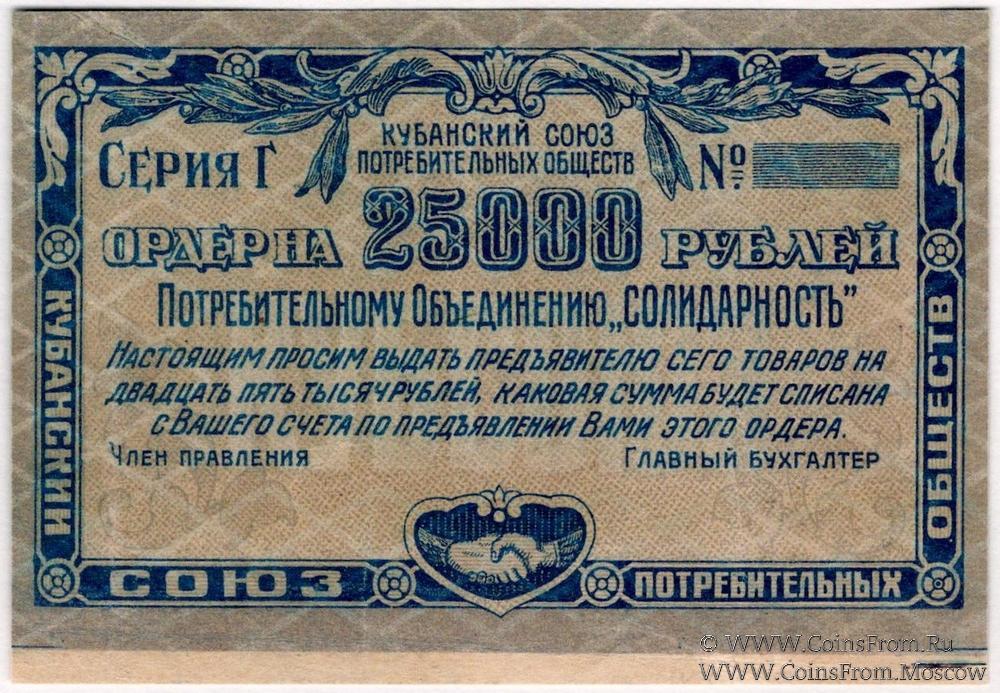 КУБАНСКИЙ СОЮЗ
ПОТРЕБИТЕЛЬНЫХ ОБЩЕСТВ
СЕРИЯ Г
№
ОРДЕР НА 25000 РУБЛЕЙ
ПОТРЕБИТЕЛЬНОМУ ОБЪЕДИНЕНИЮ „СОЛИДАРНОСТЬ”
НАСТОЯЩИМ ПРОСИМ ВЫДАТЬ ПРЕДЪЯВИТЕЛЮ СЕГО ТОВАРОВ НА
ДВАДЦАТЬ ПЯТЬ ТЫСЯЧ РУБЛЕЙ, КАКОВАЯ СУММА БУДЕТ СПИСАНА
С ВАШЕГО СЧЕТА ПО ПРЕДЪЯВЛЕНИИ ВАМИ ЭТОГО ОРДЕРА.
ЧЛЕН ПРАВЛЕНИЯ
ГЛАВНЫЙ БУХГАЛТЕР
КУБАНСКИЙ
СОЮЗ
ПОТРЕБИТЕЛЬНЫХ
ОБЩЕСТВ
© WWW.CoinsFrom.Ru
WWW.CoinsFrom.Moscow